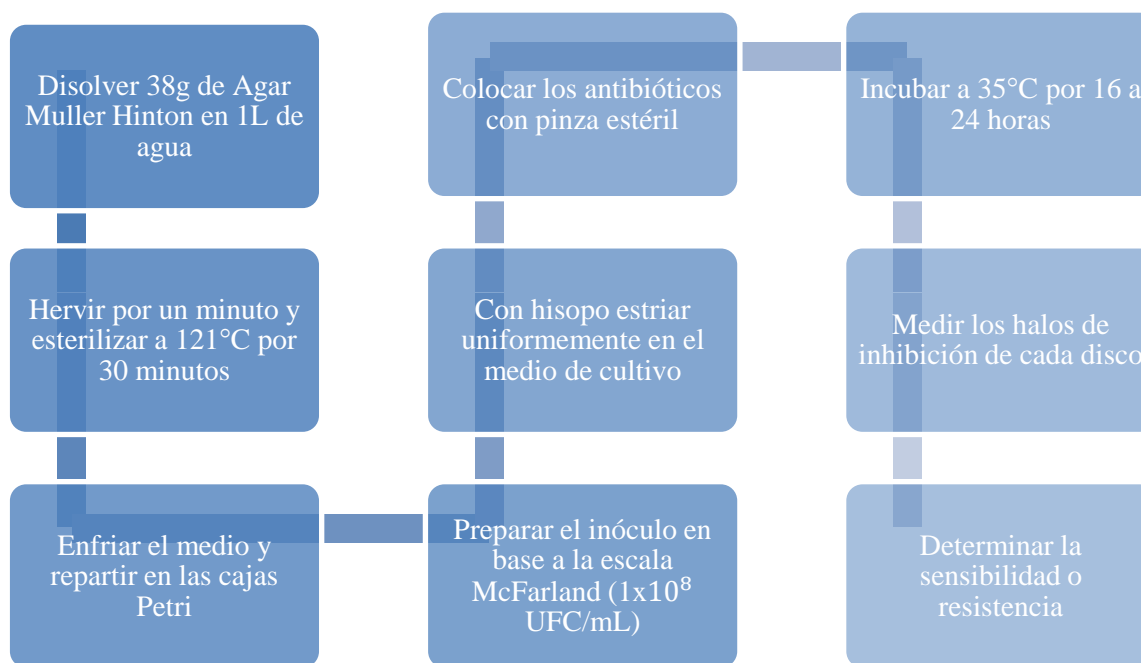 Disolver 38g de Agar
Muller Hinton en 1L de
agua
Hervir por un minuto y
esterilizar a 121°C por
30 minutos
Enfriar el medio y
repartir en las cajas
Petri
Preparar el inóculo en
base a la escala
McFarland (1x10⁸
UFC/mL)
Con hisopo estriar
uniformemente en el
medio de cultivo
Colocar los antibióticos
con pinza estéril
Incubar a 35°C por 16 a
24 horas
Medir los halos de
inhibición de cada disco
Determinar la
sensibilidad o
resistencia